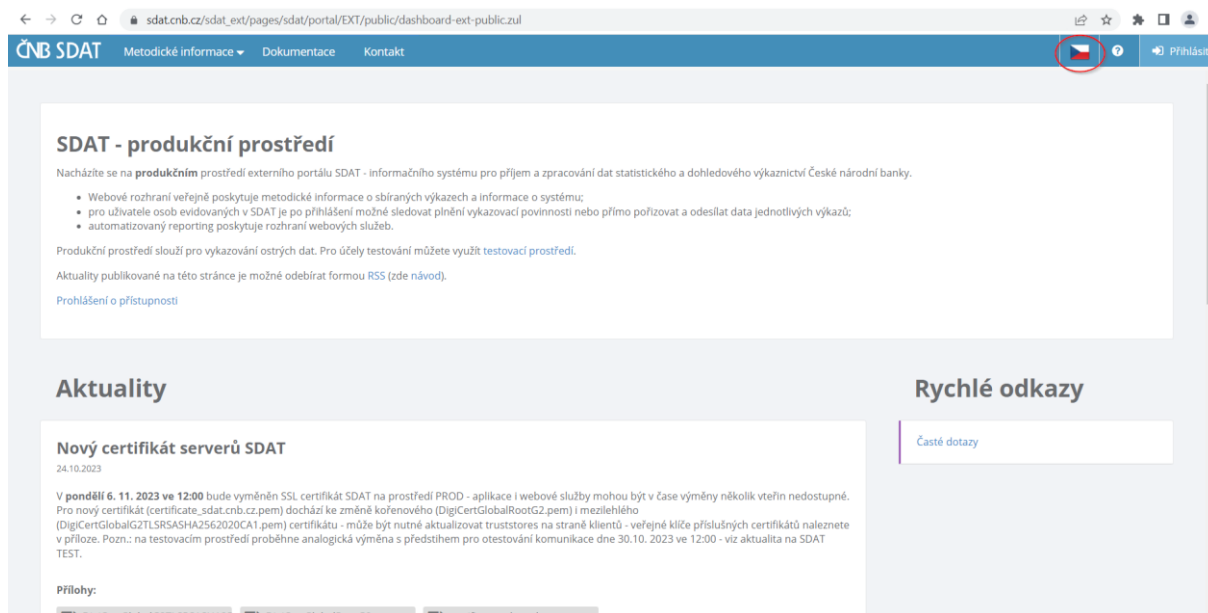 sdat.cnb.cz/sdat_ext/pages/sdat/portal/EXT/public/dashboard-ext-public.zul
ČNB SDAT Metodické informace Dokumentace Kontakt ? Přihlásit
SDAT - produkční prostředí
Nacházíte se na produkčním prostředí externího portálu SDAT - informačního systému pro příjem a zpracování dat statistického a dohledového výkaznictví České národní banky.
• Webové rozhraní veřejně poskytuje metodické informace o sbíraných výkazech a informace o systému;
• pro uživatele osob evidovaných v SDAT je po přihlášení možné sledovat plnění vykazovací povinnosti nebo přímo pořizovat a odesílat data jednotlivých výkazů;
• automatizovaný reporting poskytuje rozhraní webových služeb.
Produkční prostředí slouží pro vykazování ostrých dat. Pro účely testování můžete využít testovací prostředí.
Aktuality publikované na této stránce je možné odebírat formou RSS (zde návod).
Prohlášení o přístupnosti
Aktuality
Rychlé odkazy
Nový certifikát serverů SDAT
Časté dotazy
24.10.2023
V pondělí 6. 11. 2023 ve 12:00 bude vyměněn SSL certifikát SDAT na prostředí PROD - aplikace i webové služby mohou být v čase výměny několik vteřin nedostupné.
Pro nový certifikát (certificate_sdat.cnb.cz.pem) dochází ke změně kořenového (DigiCertGlobalRootG2.pem) i mezilehlého
(DigiCertGlobalG2TLSRSASHA2562020CA1.pem) certifikátu - může být nutné aktualizovat truststores na straně klientů - veřejné klíče příslušných certifikátů naleznete
v příloze. Pozn.: na testovacím prostředí proběhne analogická výměna s předstihem pro otestování komunikace dne 30.10. 2023 ve 12:00 - viz aktualita na SDAT
TEST.
Přílohy: